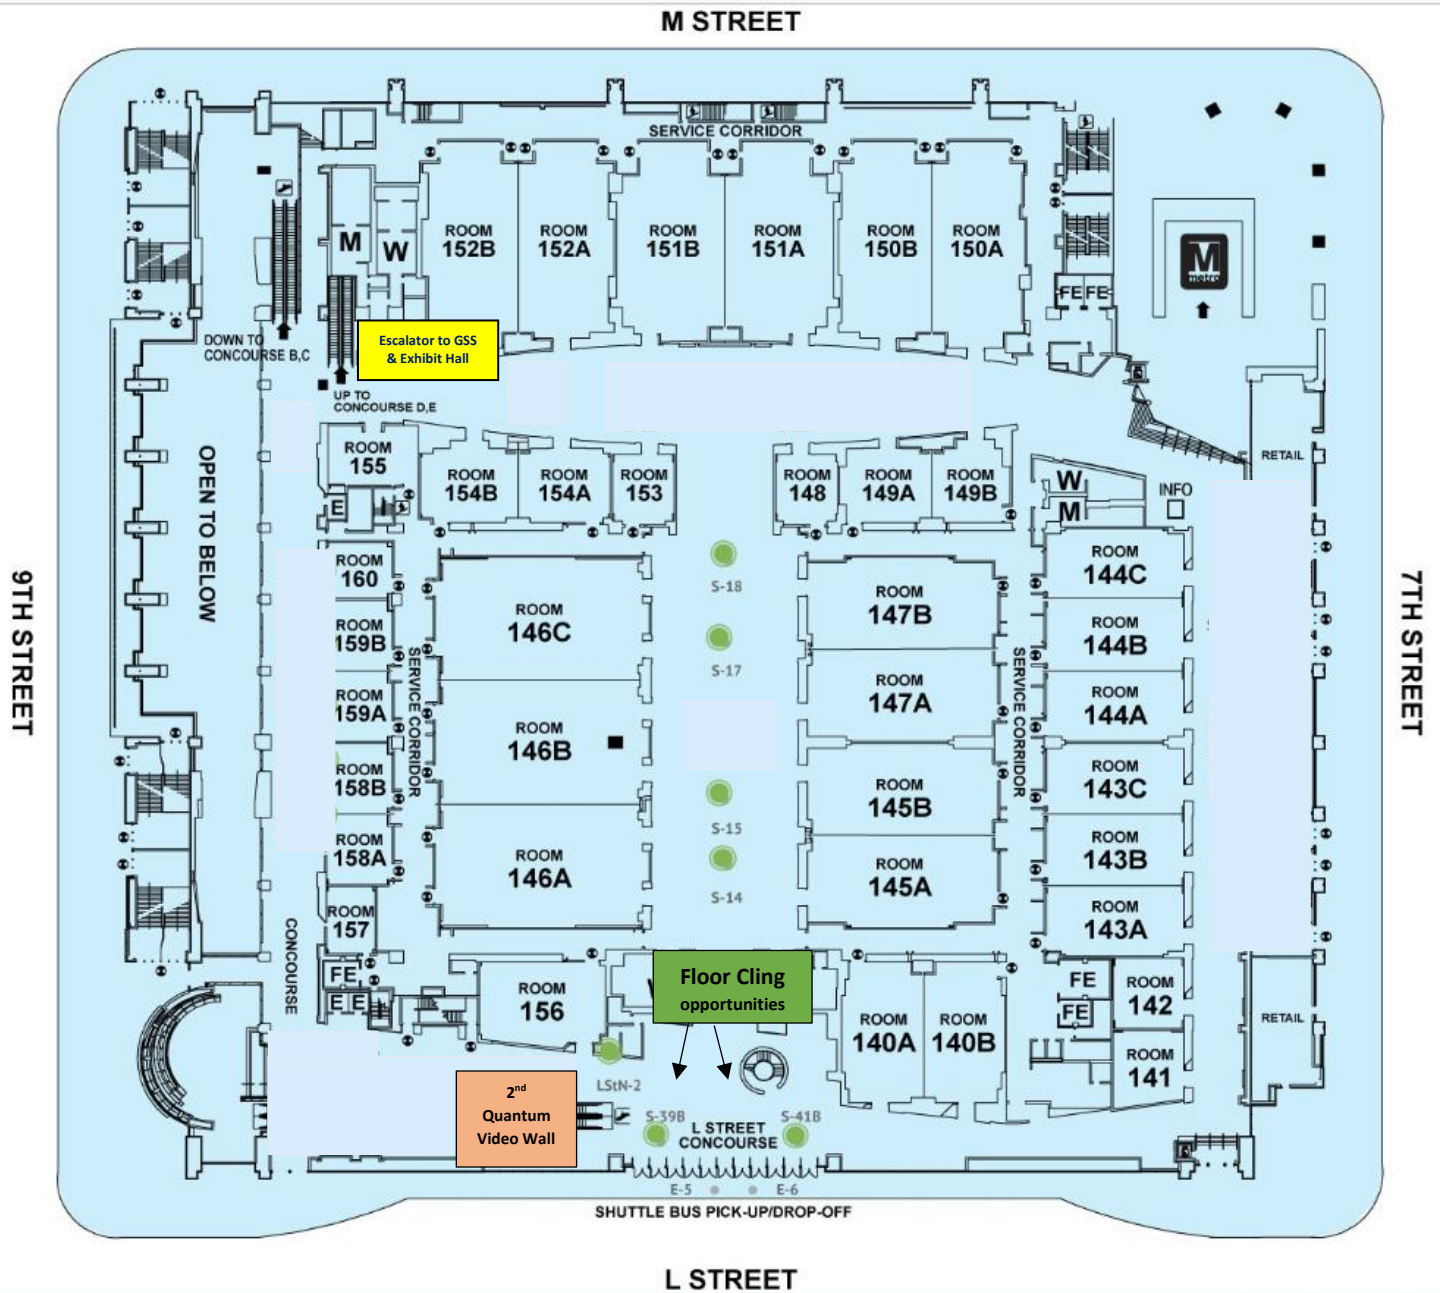 M STREET
SERVICE CORRIDOR
ROOM
152B
ROOM
152A
ROOM
151B
ROOM
151A
ROOM
150B
ROOM
150A
M
W
FE FE
M
metro
DOWN TO
CONCOURSE B,C
Escalator to GSS
& Exhibit Hall
UP TO
CONCOURSE D,E
OPEN TO BELOW
ROOM
155
ROOM
154B
ROOM
154A
ROOM
153
ROOM
148
ROOM
149A
ROOM
149B
E
W
M
INFO
RETAIL
9TH STREET
7TH STREET
ROOM
160
ROOM
159B
ROOM
159A
ROOM
158B
ROOM
158A
ROOM
157
SERVICE CORRIDOR
ROOM
146C
ROOM
146B
ROOM
146A
S-18
S-17
S-15
S-14
ROOM
147B
ROOM
147A
ROOM
145B
ROOM
145A
SERVICE CORRIDOR
ROOM
144C
ROOM
144B
ROOM
144A
ROOM
143C
ROOM
143B
ROOM
143A
CONCOURSE
FE
E E
ROOM
156
Floor Cling
opportunities
ROOM
140A
ROOM
140B
FE
FE
ROOM
142
ROOM
141
RETAIL
LStN-2
2nd
Quantum
Video Wall
S-39B
S-41B
L STREET
CONCOURSE
E-5
E-6
SHUTTLE BUS PICK-UP/DROP-OFF
L STREET